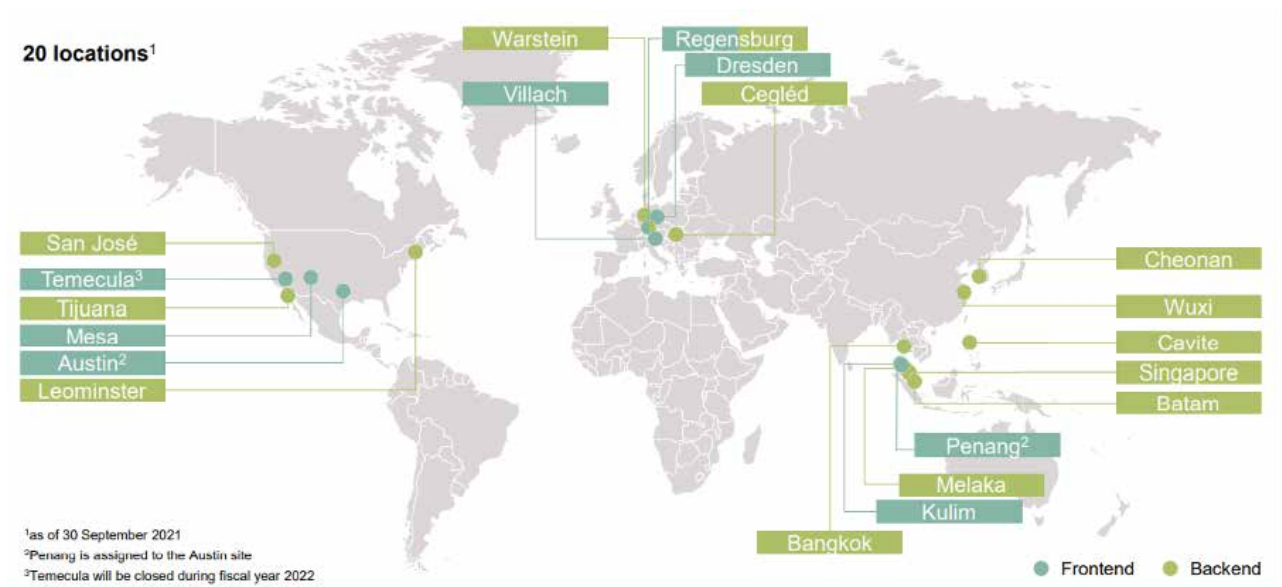 20 locations¹
Warstein
Regensburg
Dresden
Villach
Cegléd
San José
Temecula³
Tijuana
Mesa
Austin²
Leominster
Cheonan
Wuxi
Cavite
Singapore
Batam
Penang²
Melaka
Kulim
Bangkok
¹as of 30 September 2021
²Penang is assigned to the Austin site
³Temecula will be closed during fiscal year 2022
Frontend
Backend